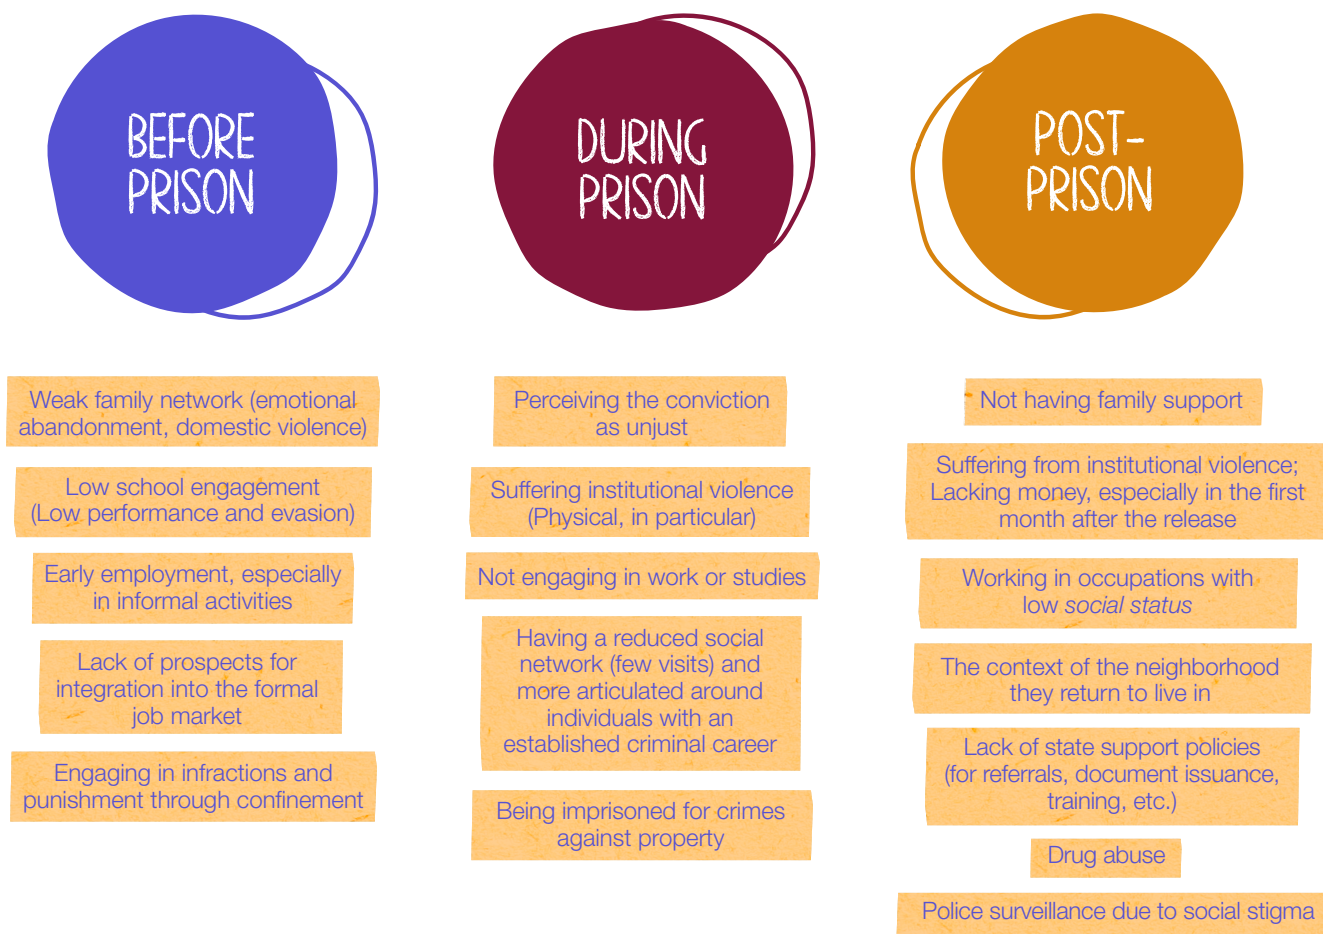 BEFORE
PRISON
Weak family network (emotional
abandonment, domestic violence)
Low school engagement
(Low performance and evasion)
Early employment, especially
in informal activities
Lack of prospects for
integration into the formal
job market
Engaging in infractions and
punishment through confinement
DURING
PRISON
Perceiving the conviction
as unjust
Suffering institutional violence
(Physical, in particular)
Not engaging in work or studies
Having a reduced social
network (few visits) and
more articulated around
individuals with an
established criminal career
Being imprisoned for crimes
against property
POST-
PRISON
Not having family support
Suffering from institutional violence;
Lacking money, especially in the first
month after the release
Working in occupations with
low social status
The context of the neighborhood
they return to live in
Lack of state support policies
(for referrals, document issuance,
training, etc.)
Drug abuse
Police surveillance due to social stigma